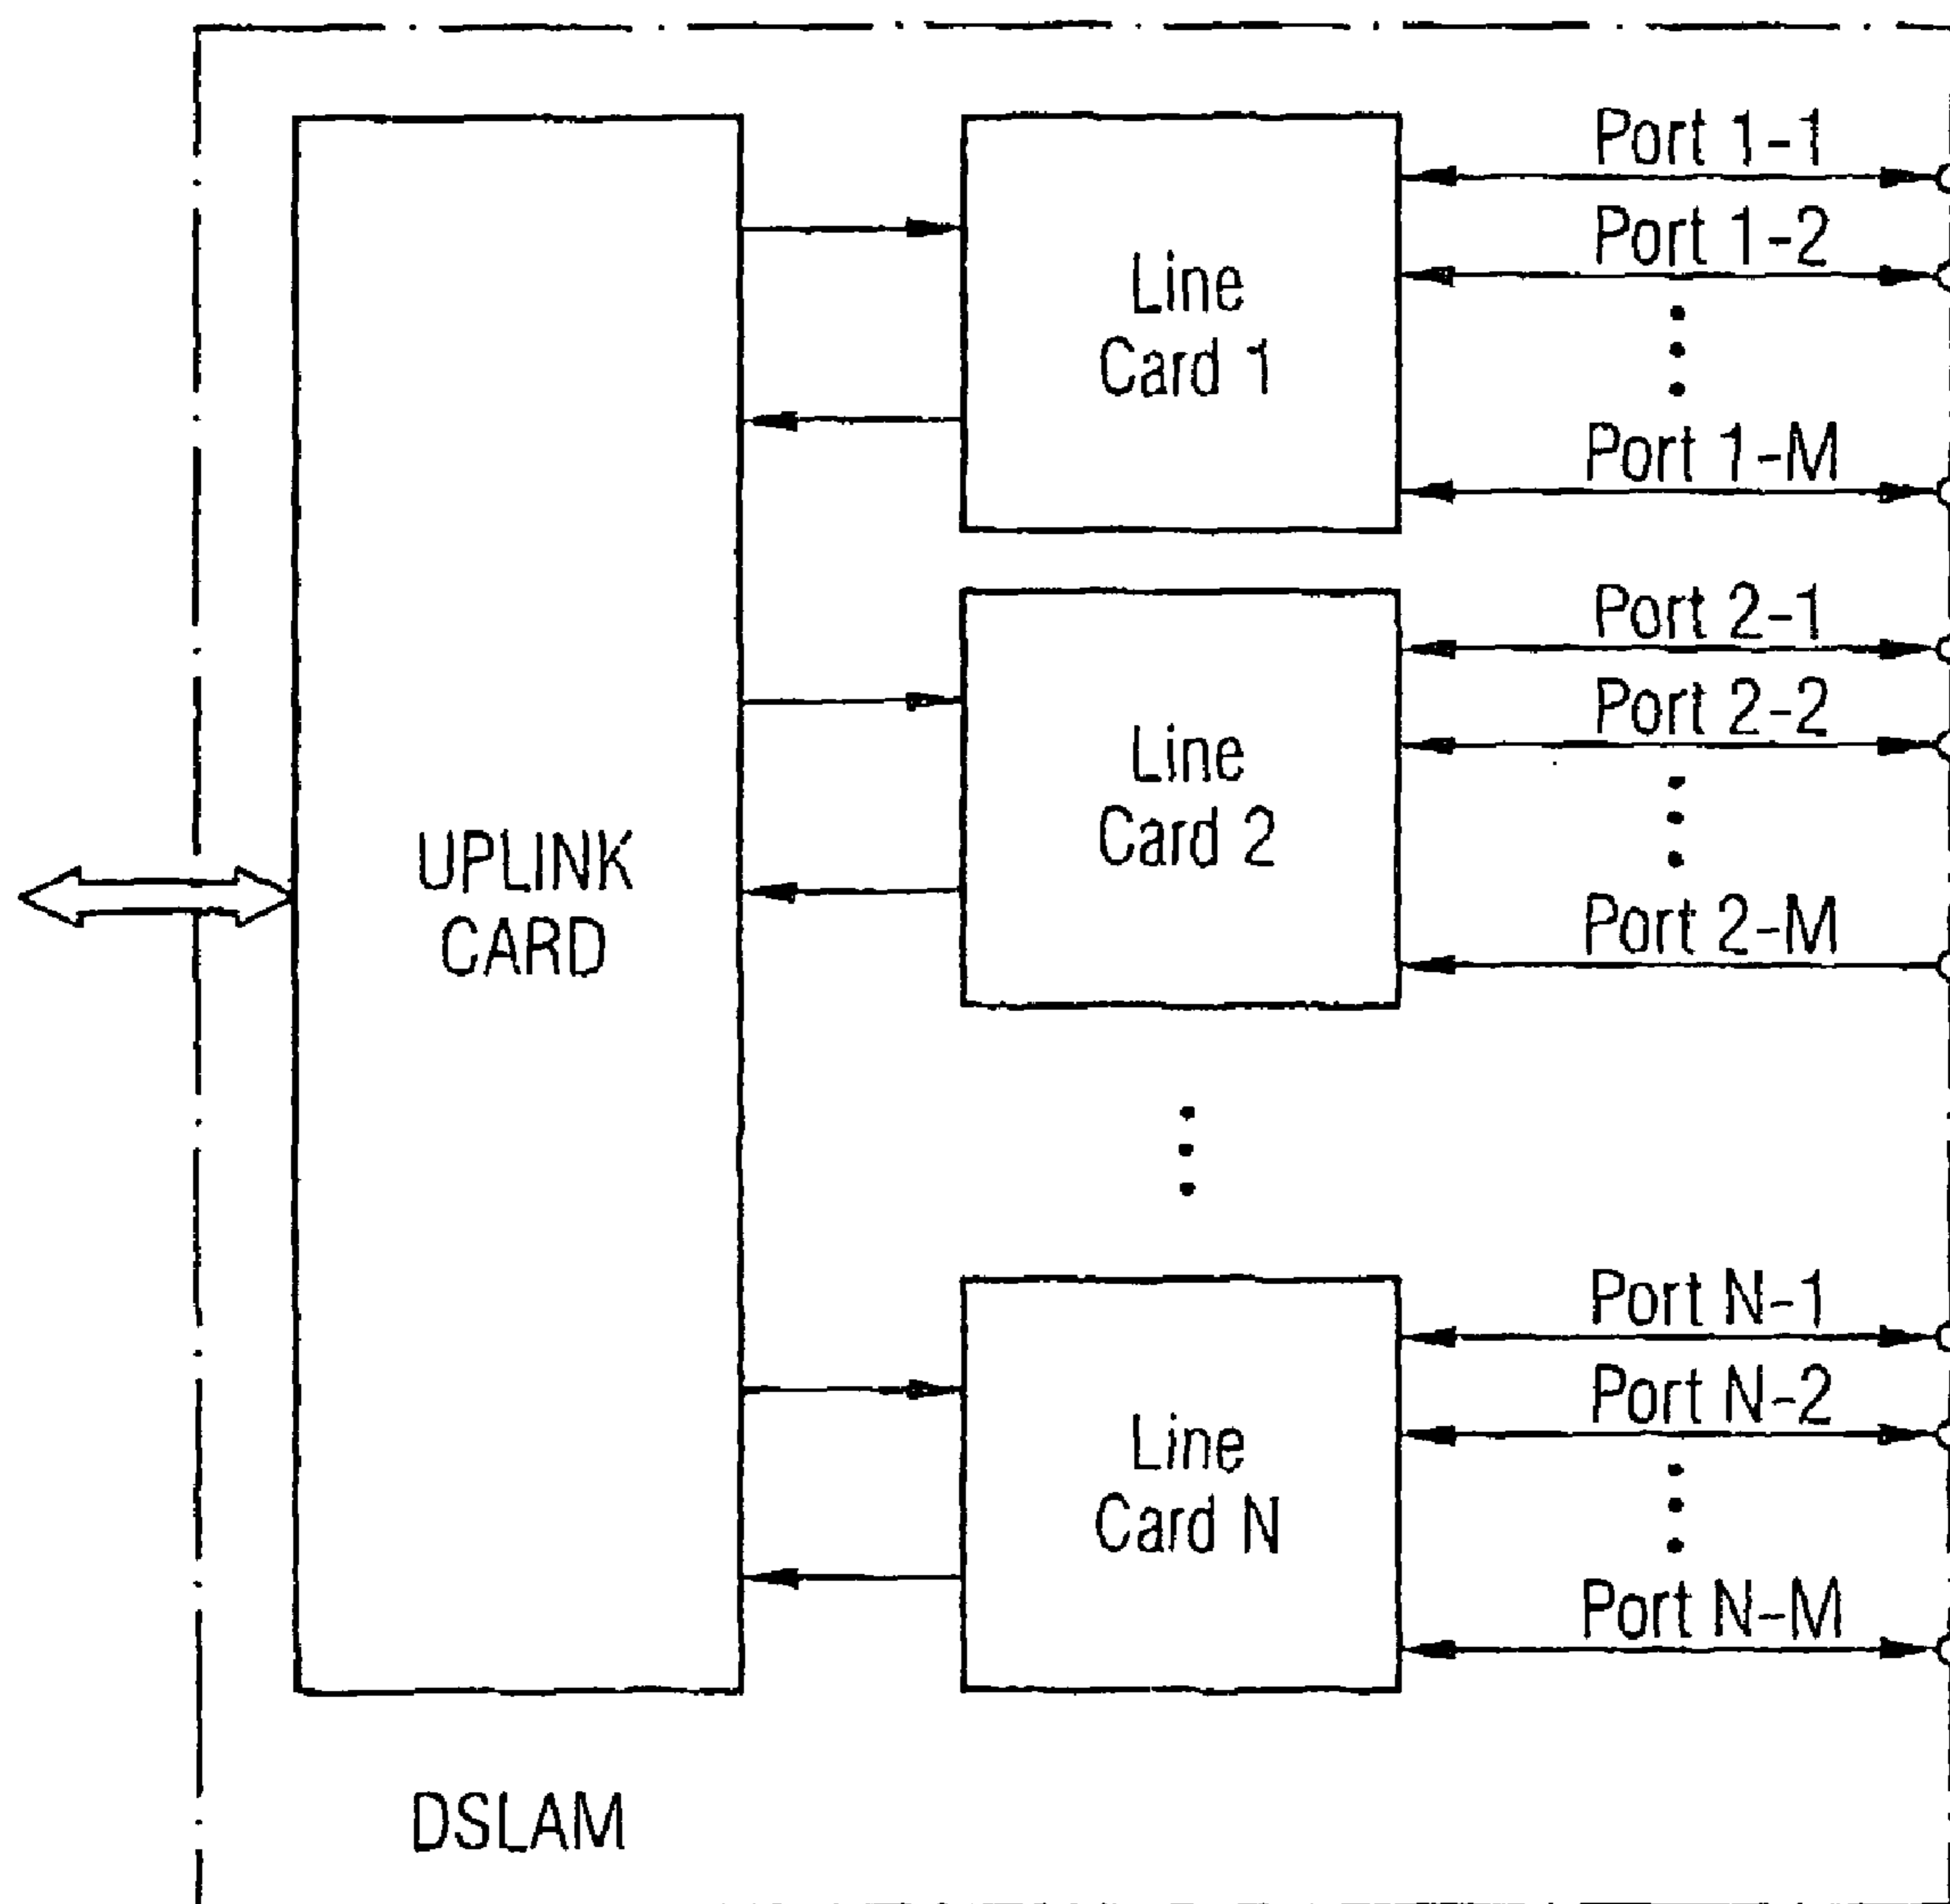 Port 1-1
Port 1-2
Line
Card 1
Port 1-M
Port 2-1
Port 2-2
Line
Card 2
Port 2-M
UPLINK
CARD
Port N-1
Port N-2
Line
Card N
Port N-M
DSLAM